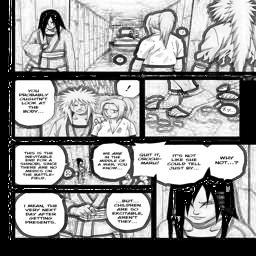 YOU
PROBABLY
OUGHTN'T
LOOK AT
THE
BODY...
!
WHY
NOT...?
IT'S NOT
LIKE SHE
COULD TELL
JUST BY...
QUIT IT,
OROCHI-
MARU!
WE ARE
IN THE
MIDDLE OF
A WAR, YOU
KNOW...
THIS IS THE
INEVITABLE
END FOR A
SHINOBI, SINCE
THERE ARE NO
MEDICS ON
THE BATTLE-
FIELD.
...BUT
CHILDREN
ARE SO
EXCITABLE,
AREN'T
THEY...
I MEAN, THE
VERY NEXT
DAY AFTER
GETTING
PRESENTS.